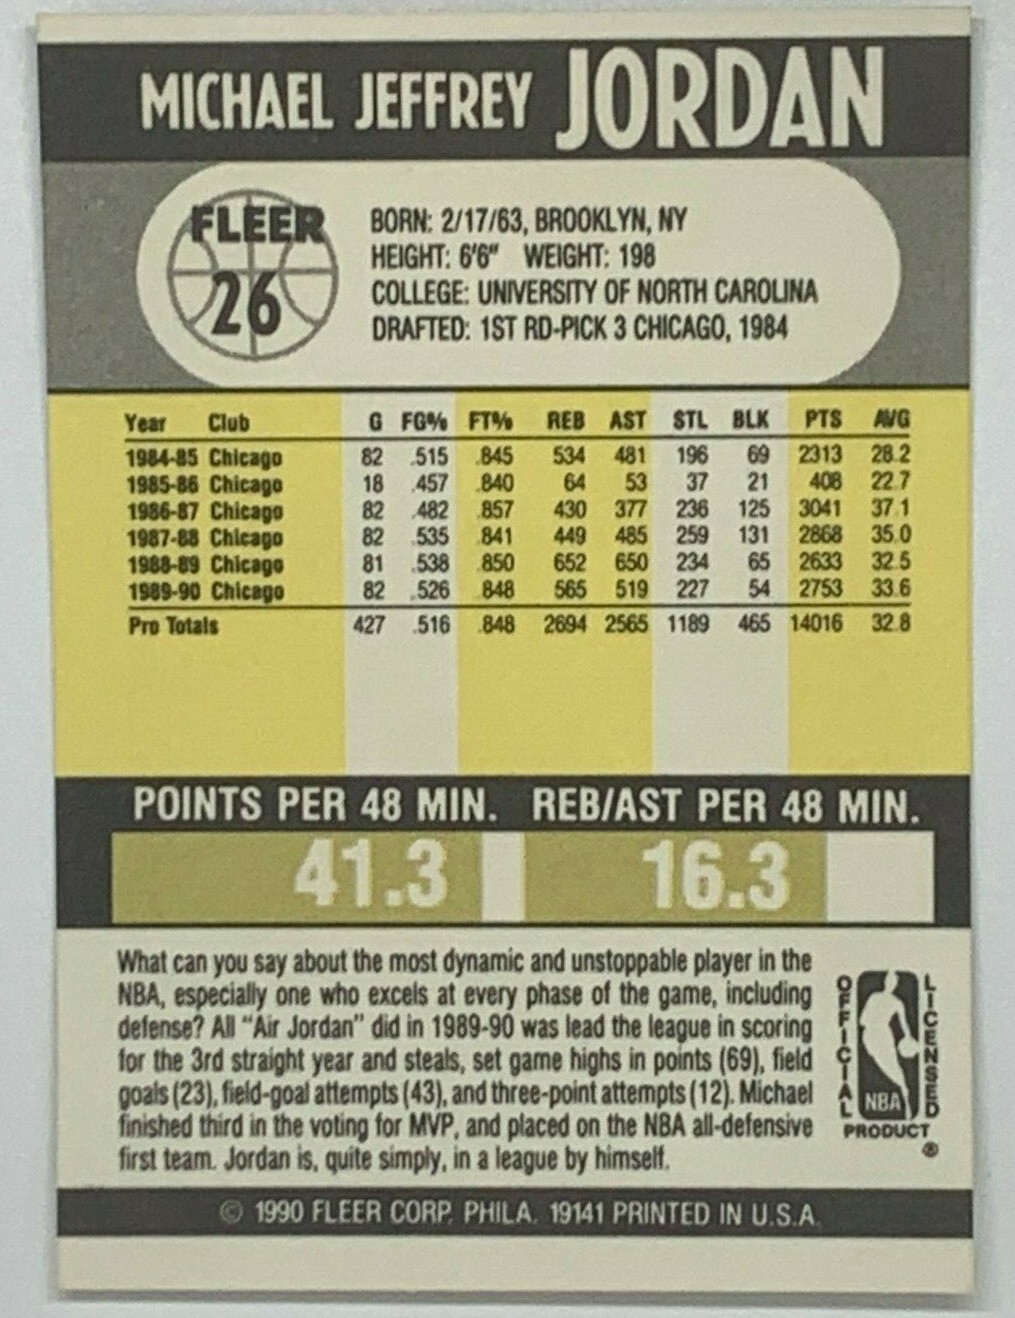 MICHAEL JEFFREY JORDAN
FLEER
26
BORN: 2/17/63, BROOKLYN, NY
HEIGHT: 6'6" WEIGHT: 198
COLLEGE: UNIVERSITY OF NORTH CAROLINA
DRAFTED: 1ST RD-PICK 3 CHICAGO, 1984
Year Club G FG% FT% REB AST STL BLK PTS AVG
1984-85 Chicago 82 .515 .845 534 481 196 69 2313 28.2
1985-86 Chicago 18 .457 .840 64 53 37 21 408 22.7
1986-87 Chicago 82 .482 .857 430 377 236 125 3041 37.1
1987-88 Chicago 82 .535 .841 449 485 259 131 2868 35.0
1988-89 Chicago 81 .538 .850 652 650 234 65 2633 32.5
1989-90 Chicago 82 .526 .848 565 519 227 54 2753 33.6
Pro Totals 427 .516 .848 2694 2565 1189 465 14016 32.8
POINTS PER 48 MIN. REB/AST PER 48 MIN.
41.3 16.3
What can you say about the most dynamic and unstoppable player in the
NBA, especially one who excels at every phase of the game, including
defense? All "Air Jordan" did in 1989-90 was lead the league in scoring
for the 3rd straight year and steals, set game highs in points (69), field
goals (23), field-goal attempts (43), and three-point attempts (12). Michael
finished third in the voting for MVP, and placed on the NBA all-defensive
first team. Jordan is, quite simply, in a league by himself.
OFFICIAL
NBA
LICENSED
PRODUCT
®
© 1990 FLEER CORP. PHILA. 19141 PRINTED IN U.S.A.